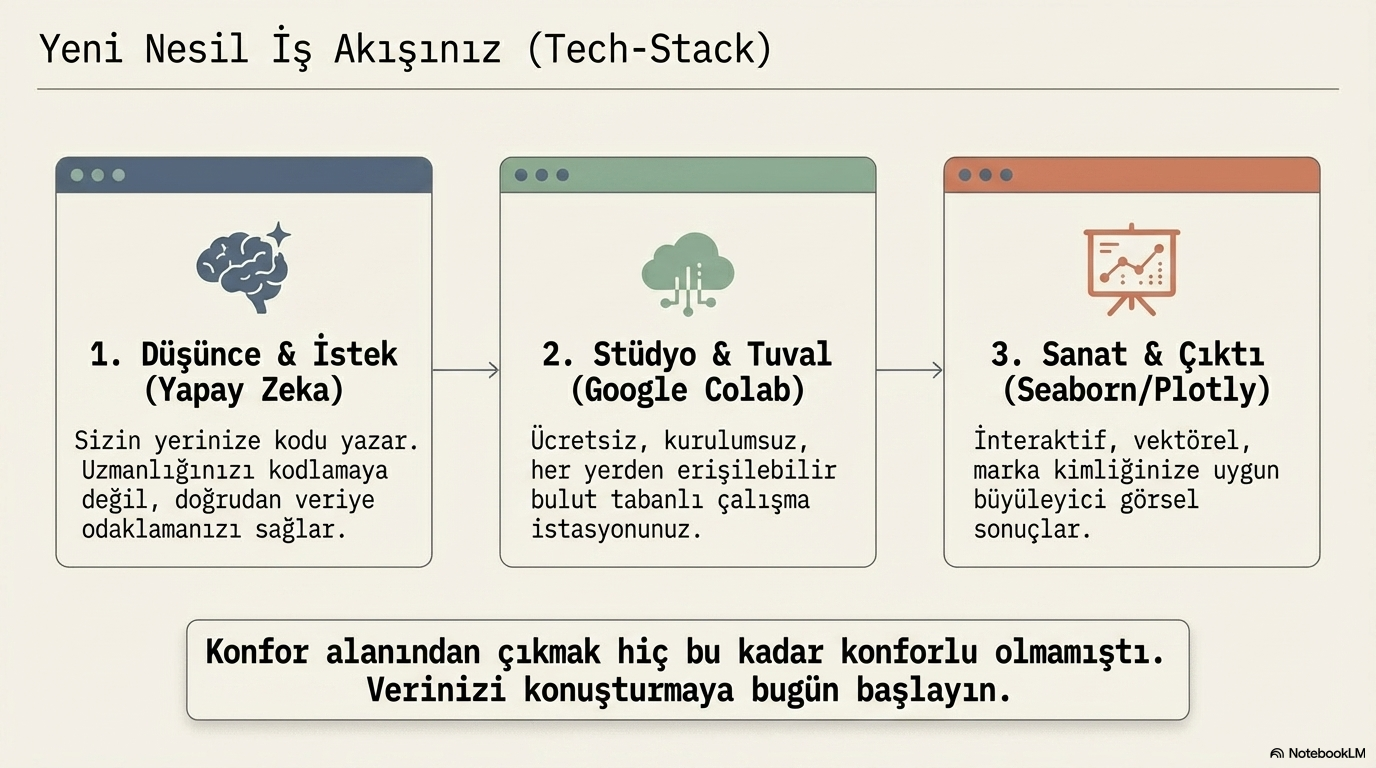 Yeni Nesil İş Akışınız (Tech-Stack)
1. Düşünce & İstek
(Yapay Zeka)
Sizin yerinize kodu yazar.
Uzmanlığınızı kodlamaya
değil, doğrudan veriye
odaklamanızı sağlar.
2. Stüdyo & Tuval
(Google Colab)
Ücretsiz, kurulumsuz,
her yerden erişilebilir
bulut tabanlı çalışma
istasyonunuz.
3. Sanat & Çıktı
(Seaborn/Plotly)
İnteraktif, vektörel,
marka kimliğinize uygun
büyüleyici görsel
sonuçlar.
Konfor alanından çıkmak hiç bu kadar konforlu olmamıştı.
Verinizi konuşturmaya bugün başlayın.
NotebookLM